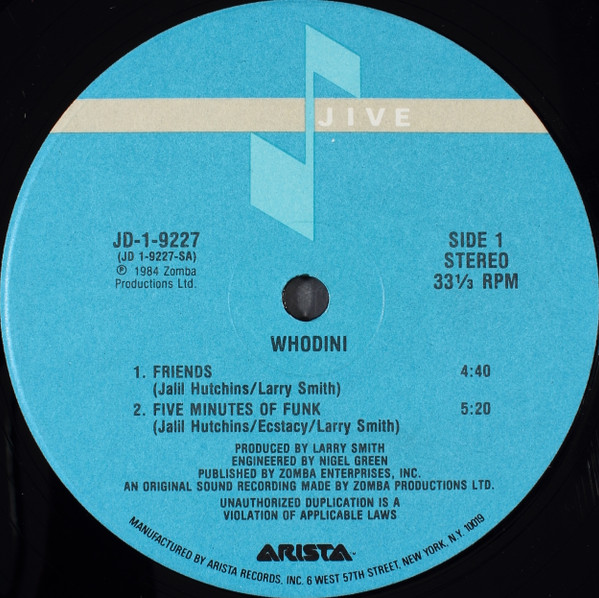 JIVE
JD-1-9227
(JD 1-9227-SA)
℗ 1984 Zomba
Productions Ltd.
SIDE 1
STEREO
33⅓ RPM
WHODINI
1. FRIENDS 4:40
(Jalil Hutchins/Larry Smith)
2. FIVE MINUTES OF FUNK 5:20
(Jalil Hutchins/Ecstacy/Larry Smith)
PRODUCED BY LARRY SMITH
ENGINEERED BY NIGEL GREEN
PUBLISHED BY ZOMBA ENTERPRISES, INC.
AN ORIGINAL SOUND RECORDING MADE BY ZOMBA PRODUCTIONS LTD.
UNAUTHORIZED DUPLICATION IS A
VIOLATION OF APPLICABLE LAWS
ARISTA™
MANUFACTURED BY ARISTA RECORDS, INC. 6 WEST 57TH STREET, NEW YORK, N.Y. 10019